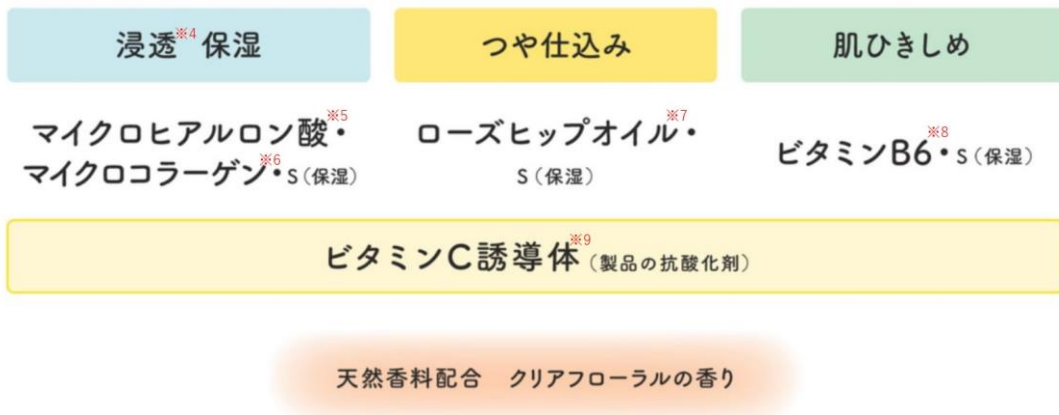 浸透※4 保湿
つや仕込み
肌ひきしめ
マイクロヒアルロン酸※5・
マイクロコラーゲン※6・S(保湿)
ローズヒップオイル※7・
S(保湿)
ビタミンB6※8・S(保湿)
ビタミンC誘導体※9(製品の抗酸化剤)
天然香料配合 クリアフローラルの香り